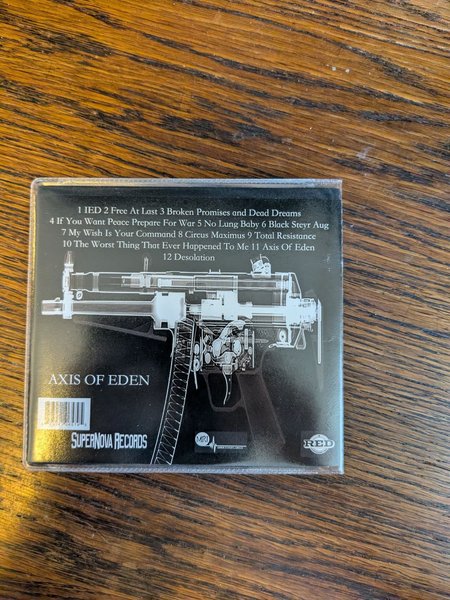 1 IED 2 Free At Last 3 Broken Promises and Dead Dreams
4 If You Want Peace Prepare For War 5 No Lung Baby 6 Black Steyr Aug
7 My Wish Is Your Command 8 Circus Maximus 9 Total Resistance
10 The Worst Thing That Ever Happened To Me 11 Axis Of Eden
12 Desolation
AXIS OF EDEN
SUPERNOVA RECORDS
RED